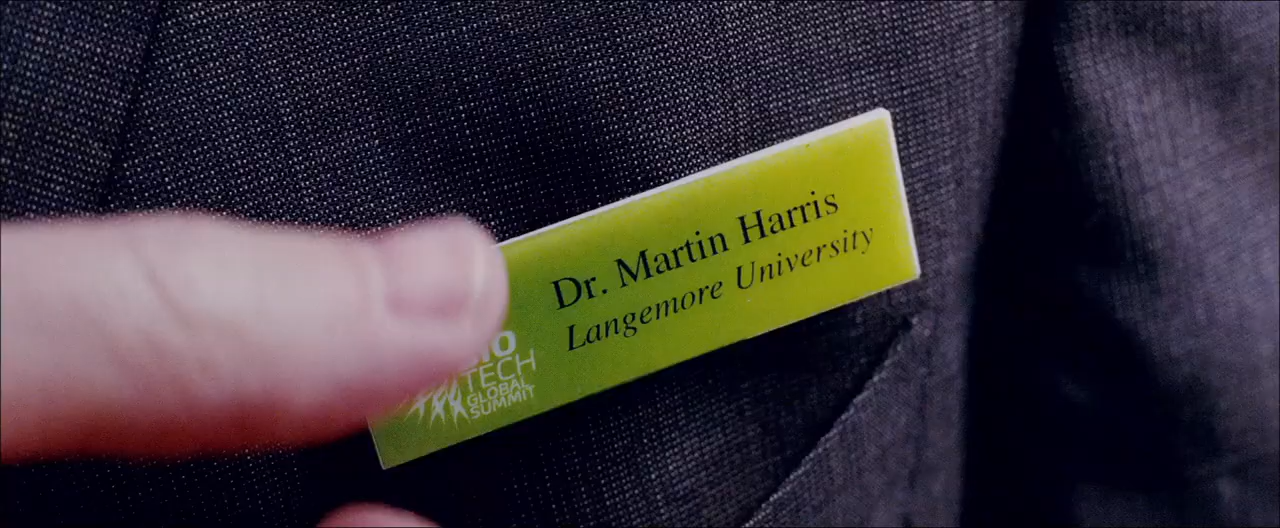 Dr. Martin Harris
Langemore University
TECH
GLOBAL
SUMMIT